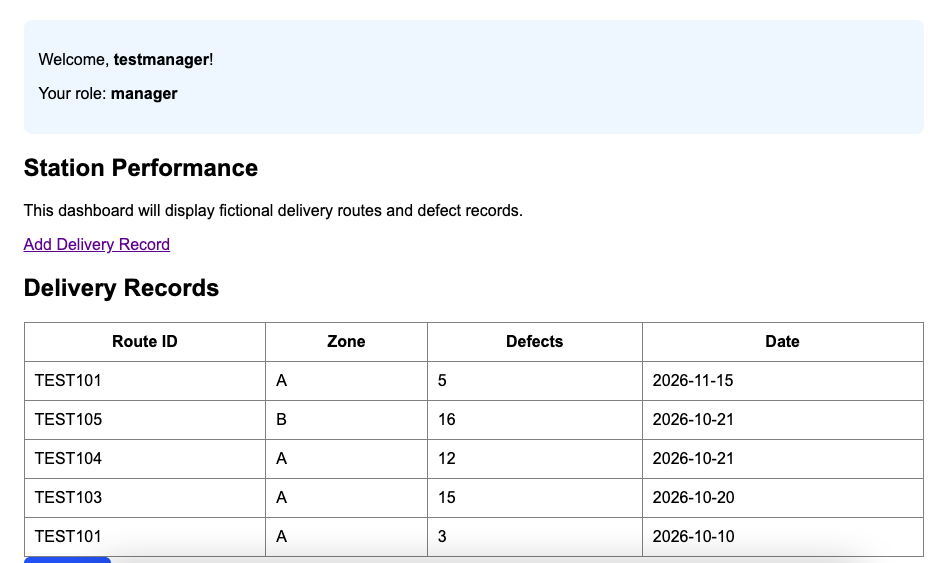 Welcome, testmanager!
Your role: manager
Station Performance
This dashboard will display fictional delivery routes and defect records.
Add Delivery Record
Delivery Records
Route ID Zone Defects Date
TEST101 A 5 2026-11-15
TEST105 B 16 2026-10-21
TEST104 A 12 2026-10-21
TEST103 A 15 2026-10-20
TEST101 A 3 2026-10-10